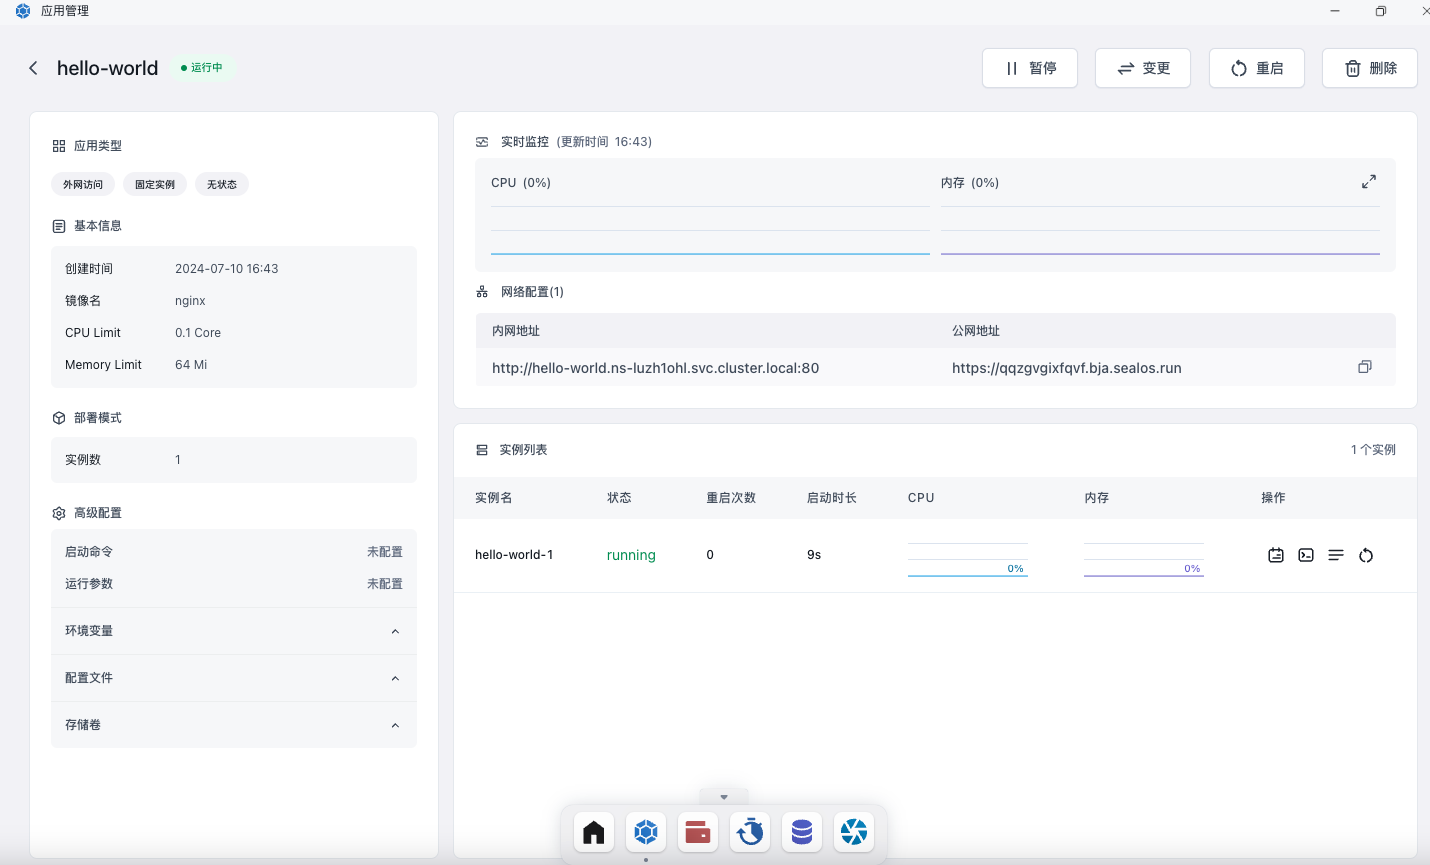 应用管理
hello-world
运行中
暂停
变更
重启
删除
应用类型
外网访问
固定实例
无状态
基本信息
创建时间 2024-07-10 16:43
镜像名 nginx
CPU Limit 0.1 Core
Memory Limit 64 Mi
部署模式
实例数 1
高级配置
启动命令 未配置
运行参数 未配置
环境变量
配置文件
存储卷
实时监控 (更新时间 16:43)
CPU (0%)
内存 (0%)
网络配置(1)
内网地址 公网地址
http://hello-world.ns-luzh1ohl.svc.cluster.local:80 https://qqzgvgixfqvf.bja.sealos.run
实例列表 1 个实例
实例名 状态 重启次数 启动时长 CPU 内存 操作
hello-world-1 running 0 9s 0% 0%